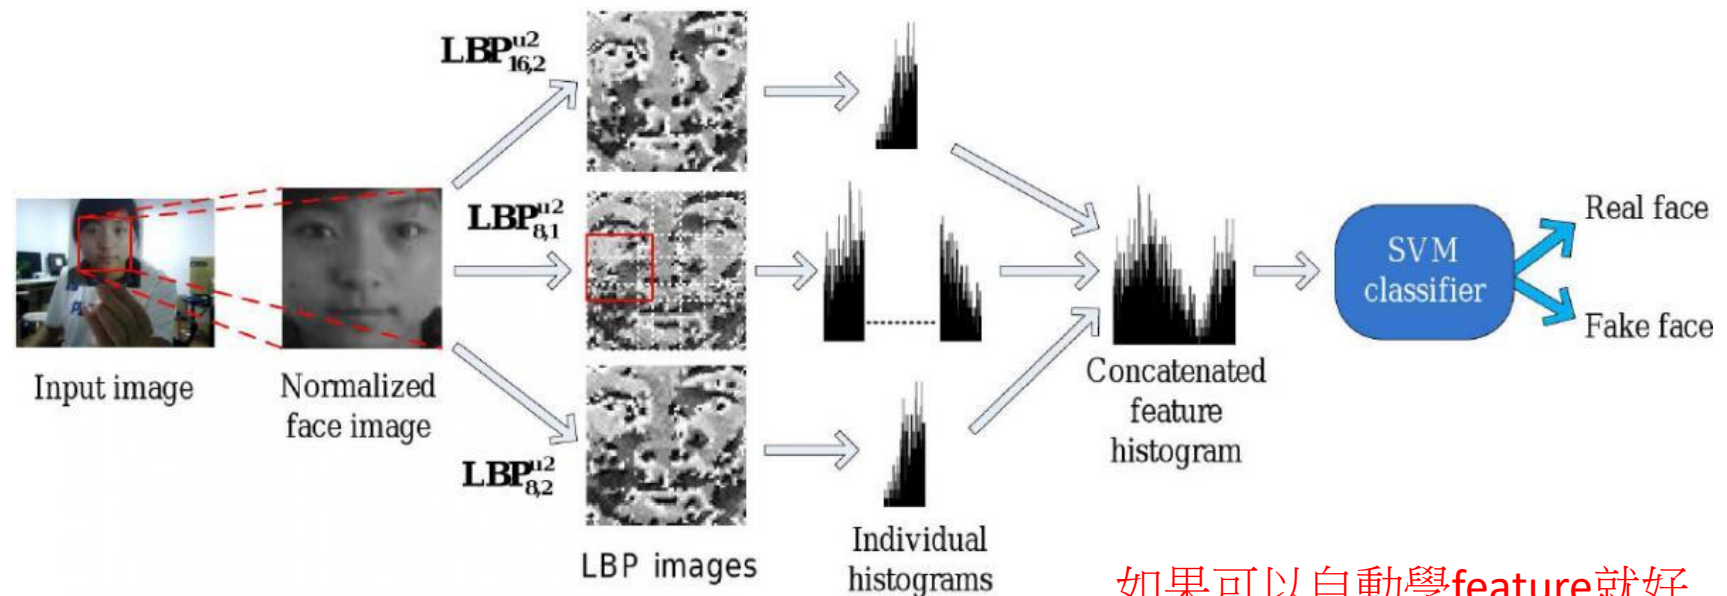 LBP u2 16,2
LBP u2 8,1
LBP u2 8,2
Input image
Normalized
face image
LBP images
Individual
histograms
Concatenated
feature
histogram
SVM
classifier
Real face
Fake face
如果可以自動學feature就好